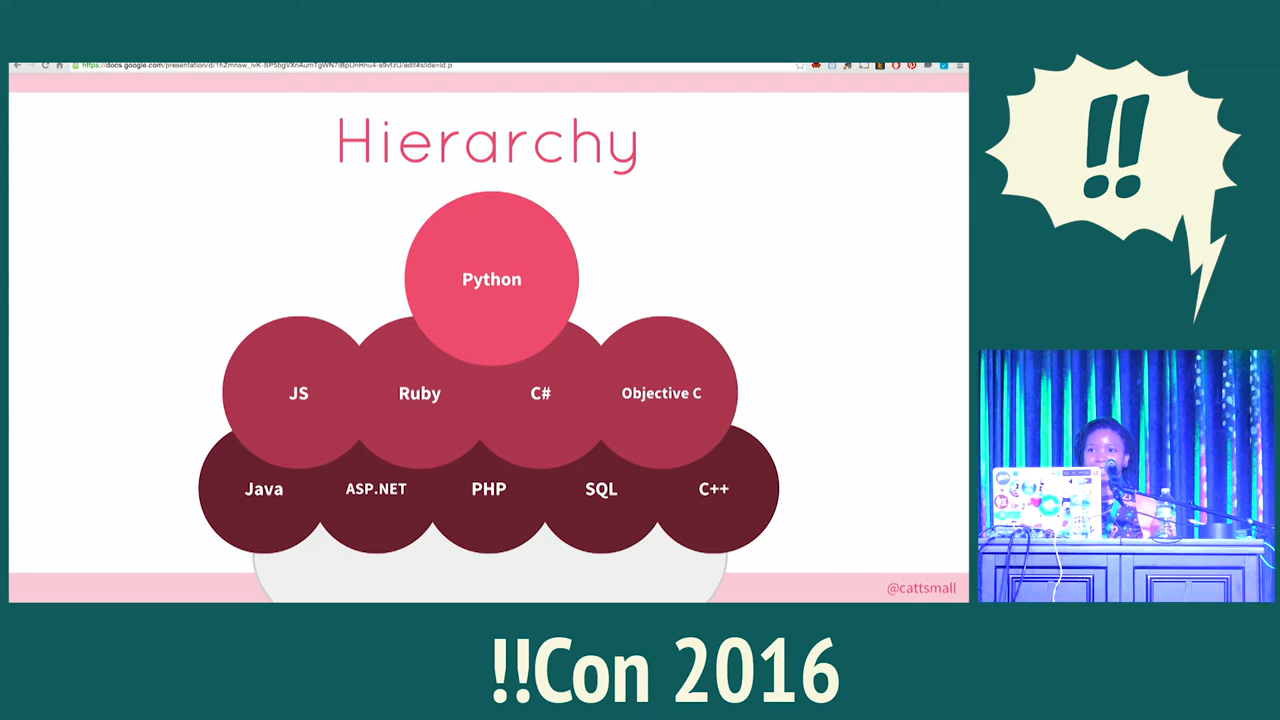 Hierarchy
Python
JS Ruby C# Objective C
Java ASP.NET PHP SQL C++
@cattsmall
!!
!!Con 2016